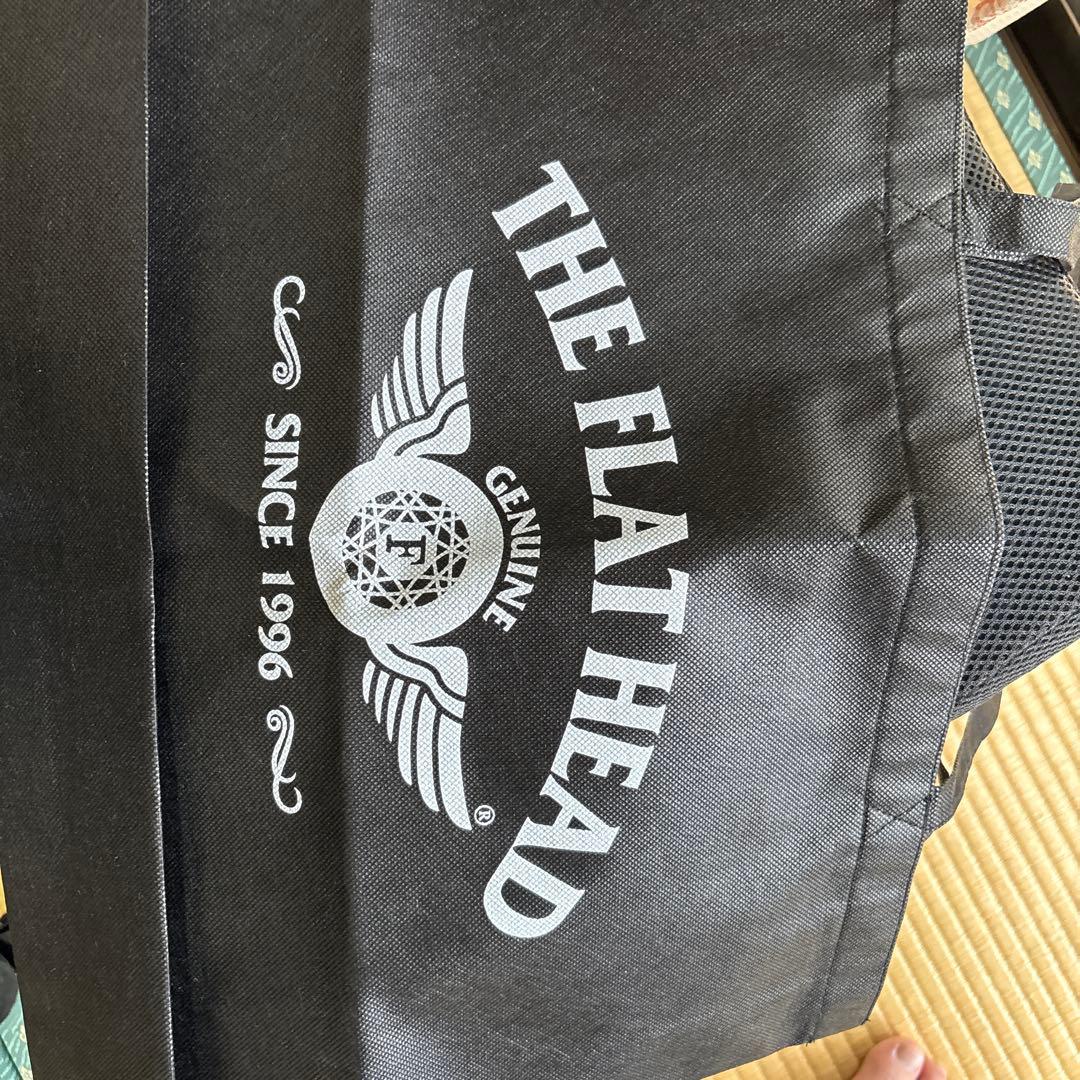 THE FLAT HEAD
GENUINE
F
®
SINCE 1996